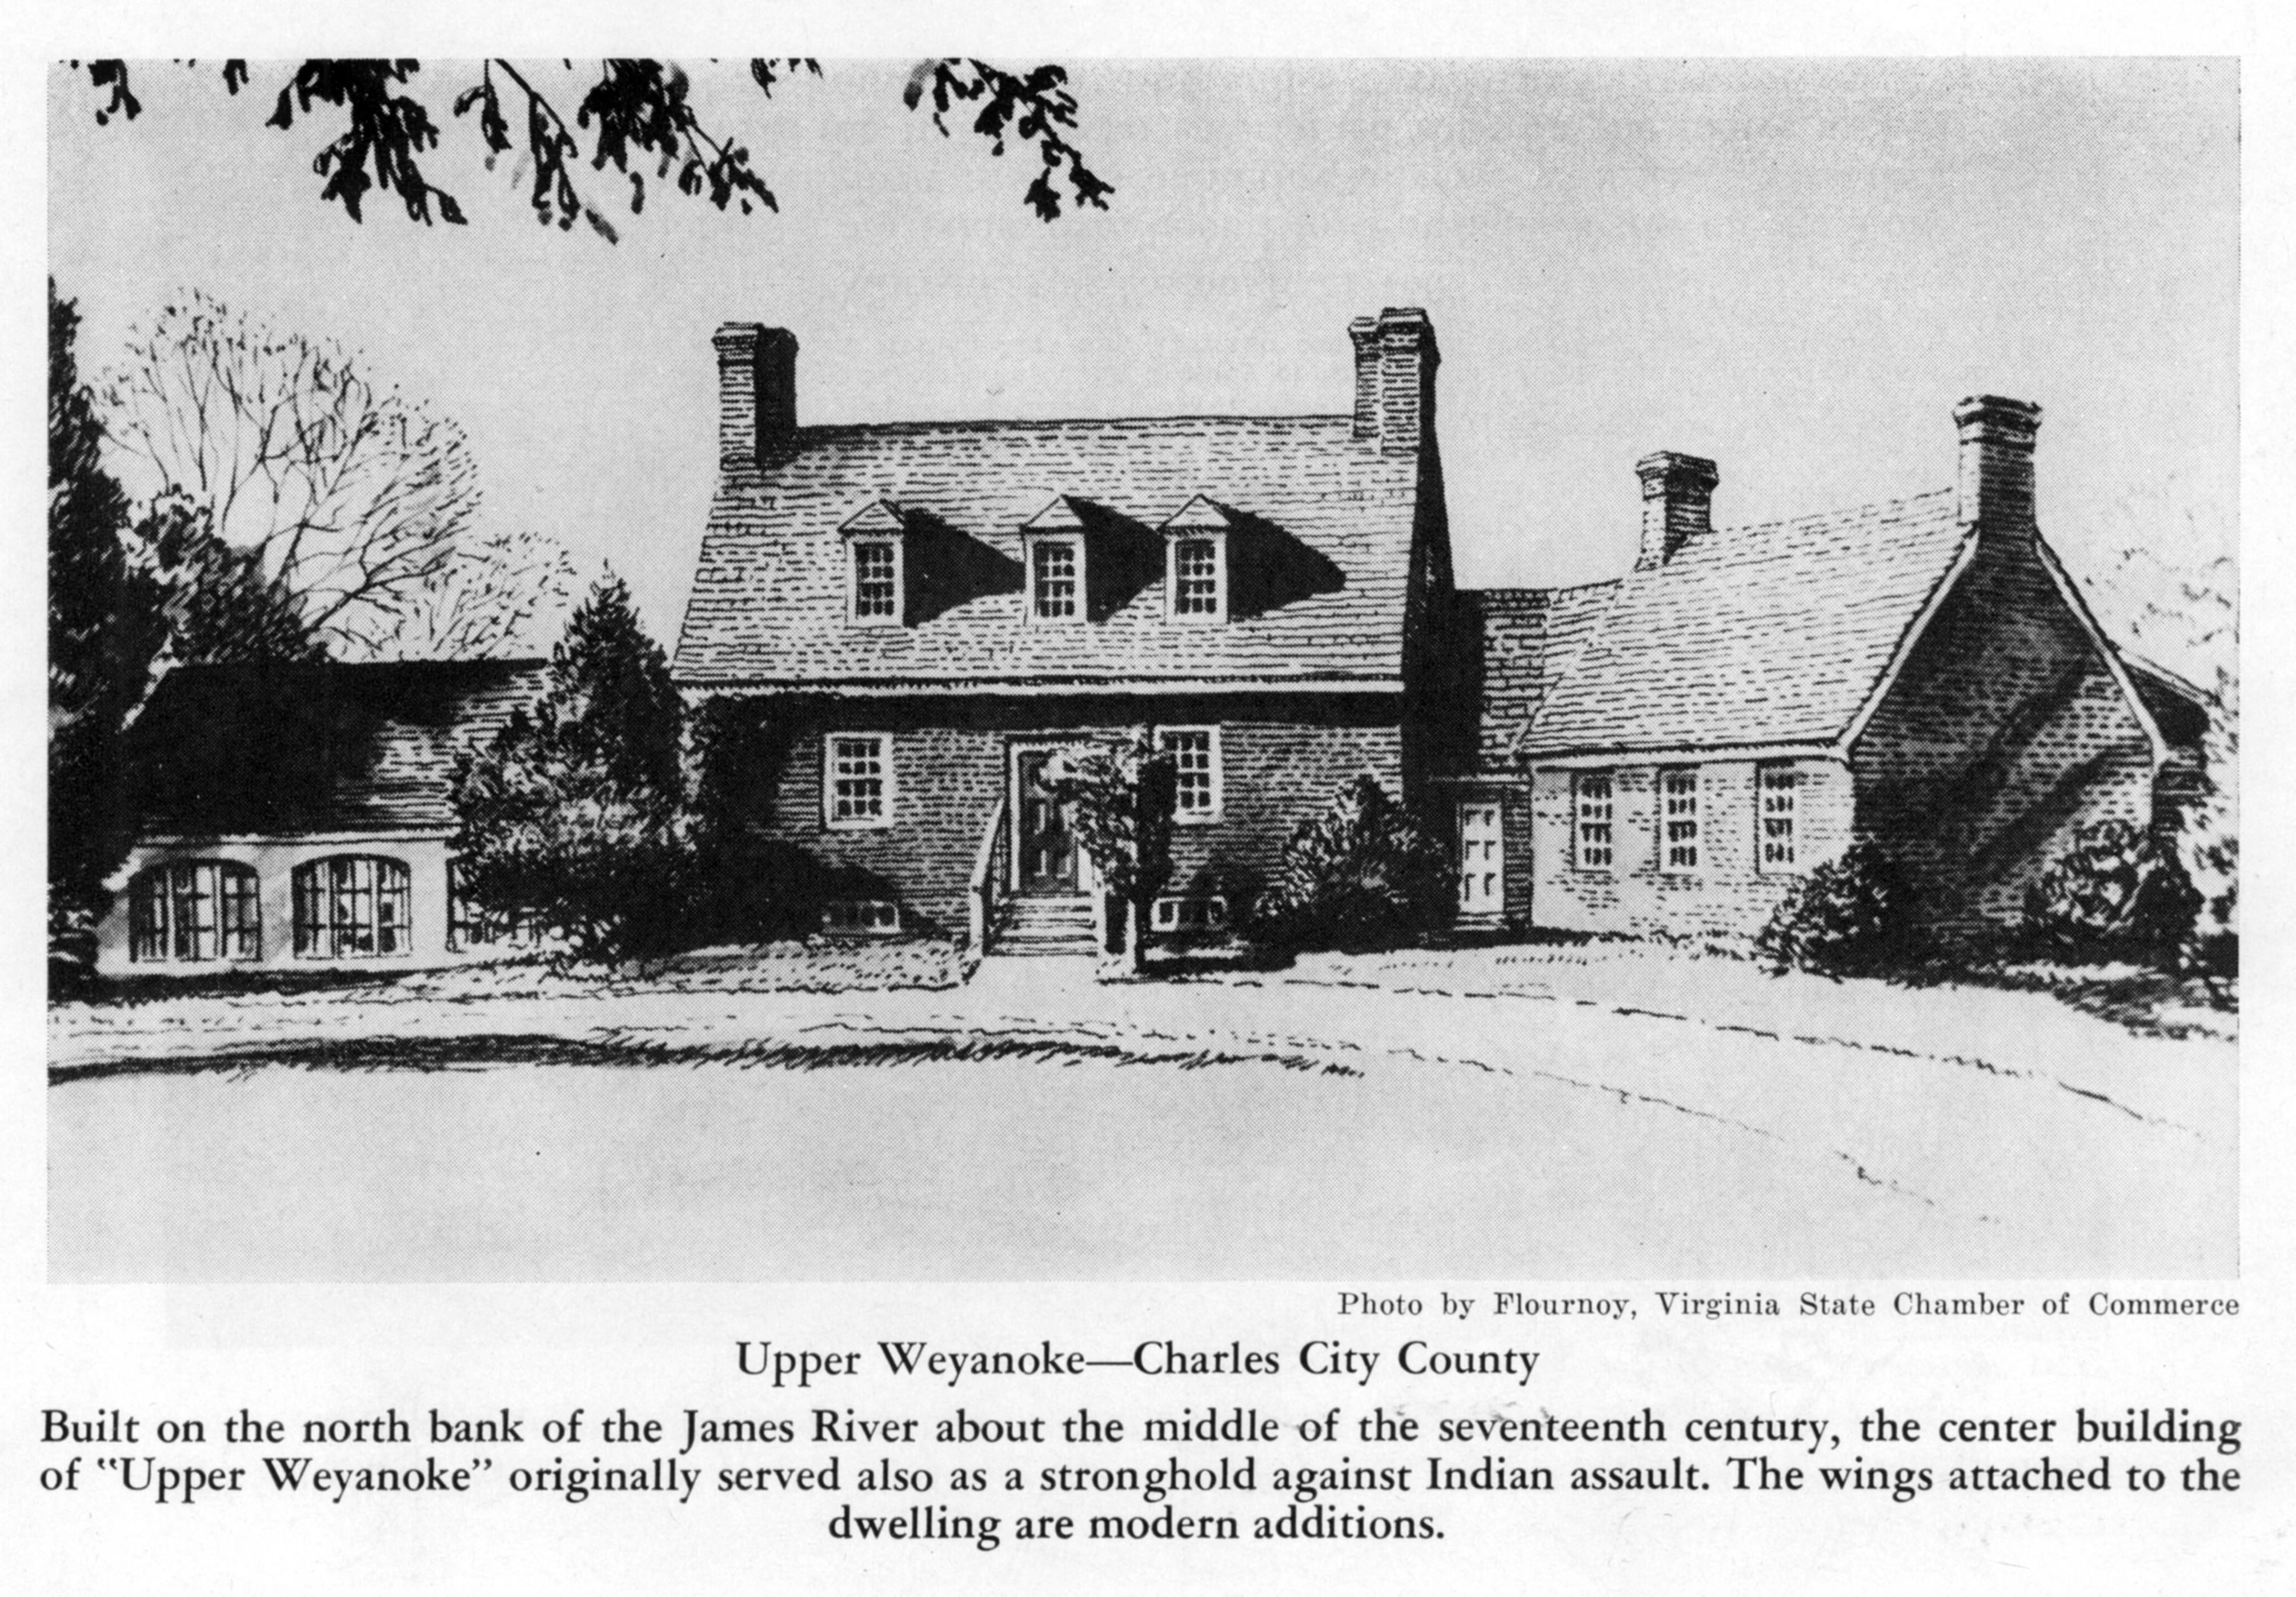 Photo by Flournoy, Virginia State Chamber of Commerce
Upper Weyanoke—Charles City County
Built on the north bank of the James River about the middle of the seventeenth century, the center building
of "Upper Weyanoke" originally served also as a stronghold against Indian assault. The wings attached to the
dwelling are modern additions.